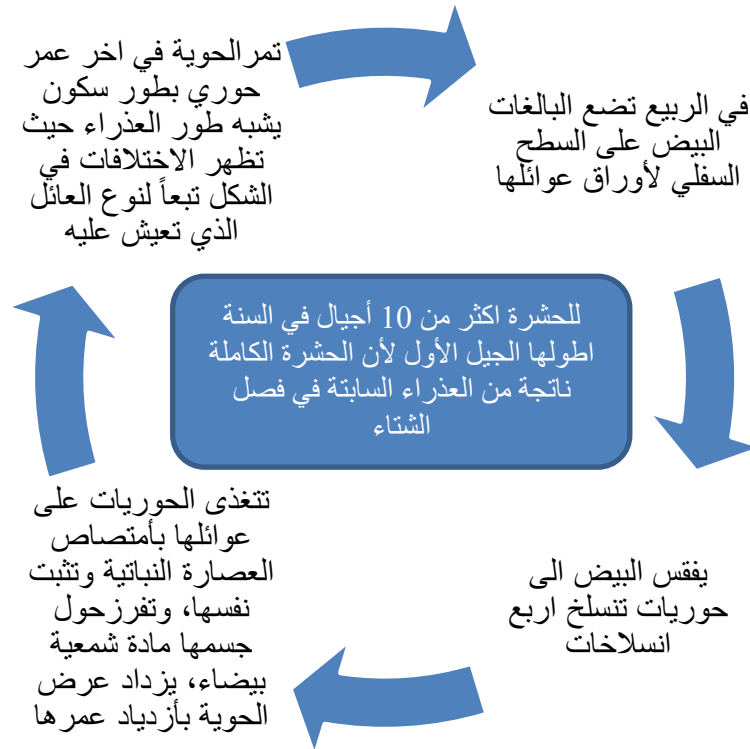 تمرالحوية في اخر عمر
حوري بطور سكون
يشبه طور العذراء حيث
تظهر الاختلافات في
الشكل تبعاً لنوع العائل
الذي تعيش عليه
في الربيع تضع البالغات
البيض على السطح
السفلي لأوراق عوائلها
للحشرة اكثر من 10 أجيال في السنة
اطولها الجيل الأول لأن الحشرة الكاملة
ناتجة من العذراء السابتة في فصل
الشتاء
يفقس البيض الى
حوريات تنسلخ اربع
انسلاخات
تتغذى الحوريات على
عوائلها بأمتصاص
العصارة النباتية وتثبت
نفسها، وتفرزحول
جسمها مادة شمعية
بيضاء، يزداد عرض
الحوية بأزدياد عمرها